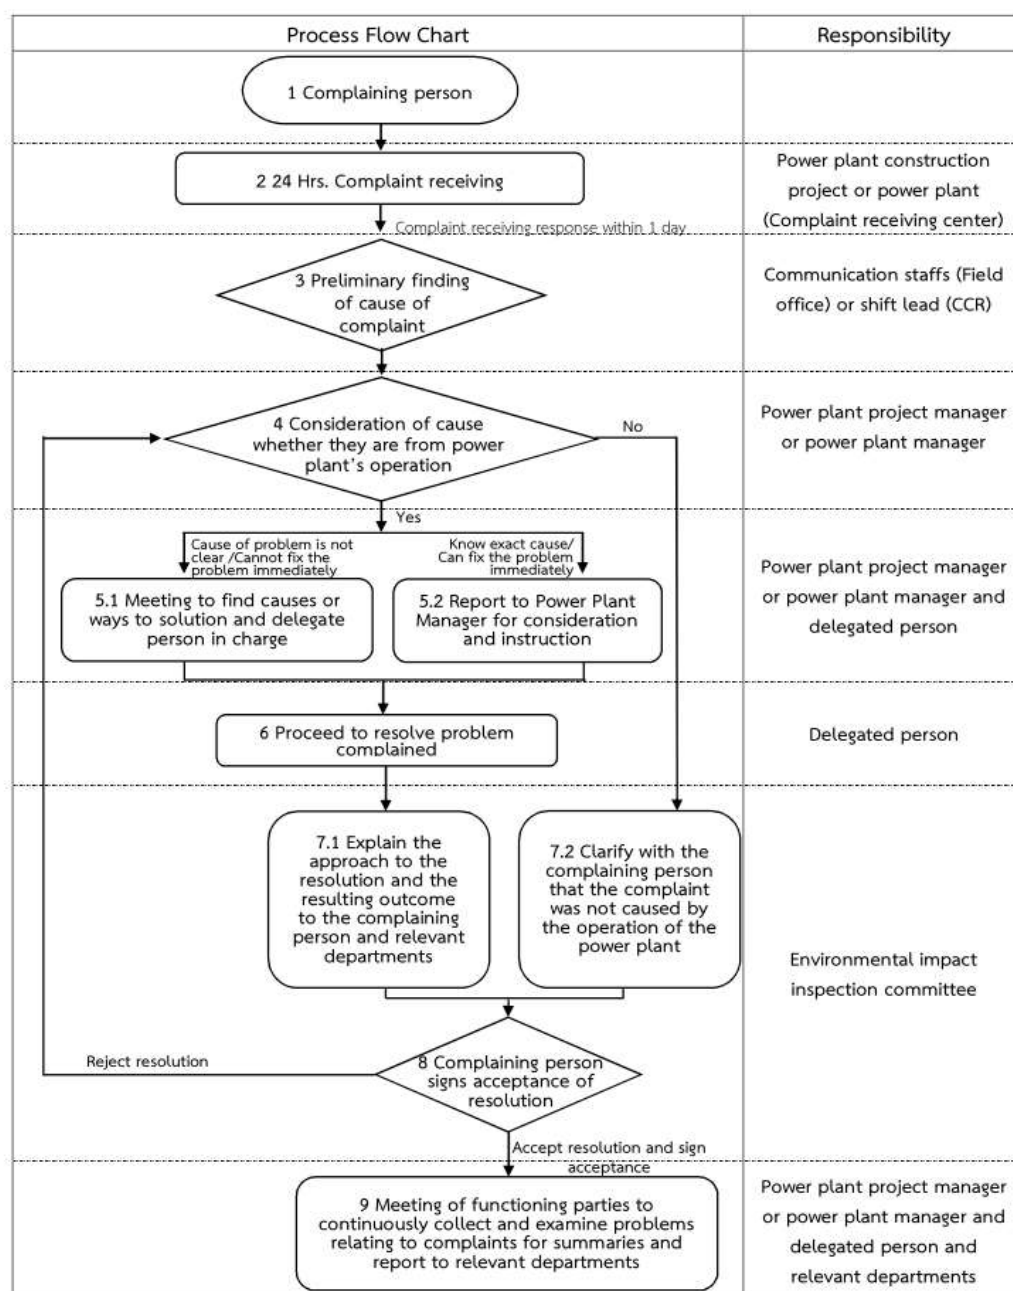 Process Flow Chart
Responsibility
1 Complaining person
2 24 Hrs. Complaint receiving
Power plant construction
project or power plant
(Complaint receiving center)
Complaint receiving response within 1 day
3 Preliminary finding
of cause of
complaint
Communication staffs (Field
office) or shift lead (CCR)
4 Consideration of cause
whether they are from power
plant's operation
No
Yes
Power plant project manager
or power plant manager
Cause of problem is not
clear /Cannot fix the
problem immediately
Know exact cause/
Can fix the problem
immediately
5.1 Meeting to find causes or
ways to solution and delegate
person in charge
5.2 Report to Power Plant
Manager for consideration
and instruction
Power plant project manager
or power plant manager and
delegated person
6 Proceed to resolve problem
complained
Delegated person
7.1 Explain the
approach to the
resolution and the
resulting outcome
to the complaining
person and relevant
departments
7.2 Clarify with the
complaining person
that the complaint
was not caused by
the operation of the
power plant
Environmental impact
inspection committee
Reject resolution
8 Complaining person
signs acceptance of
resolution
Accept resolution and sign
acceptance
9 Meeting of functioning parties to
continuously collect and examine problems
relating to complaints for summaries and
report to relevant departments
Power plant project manager
or power plant manager and
delegated person and
relevant departments